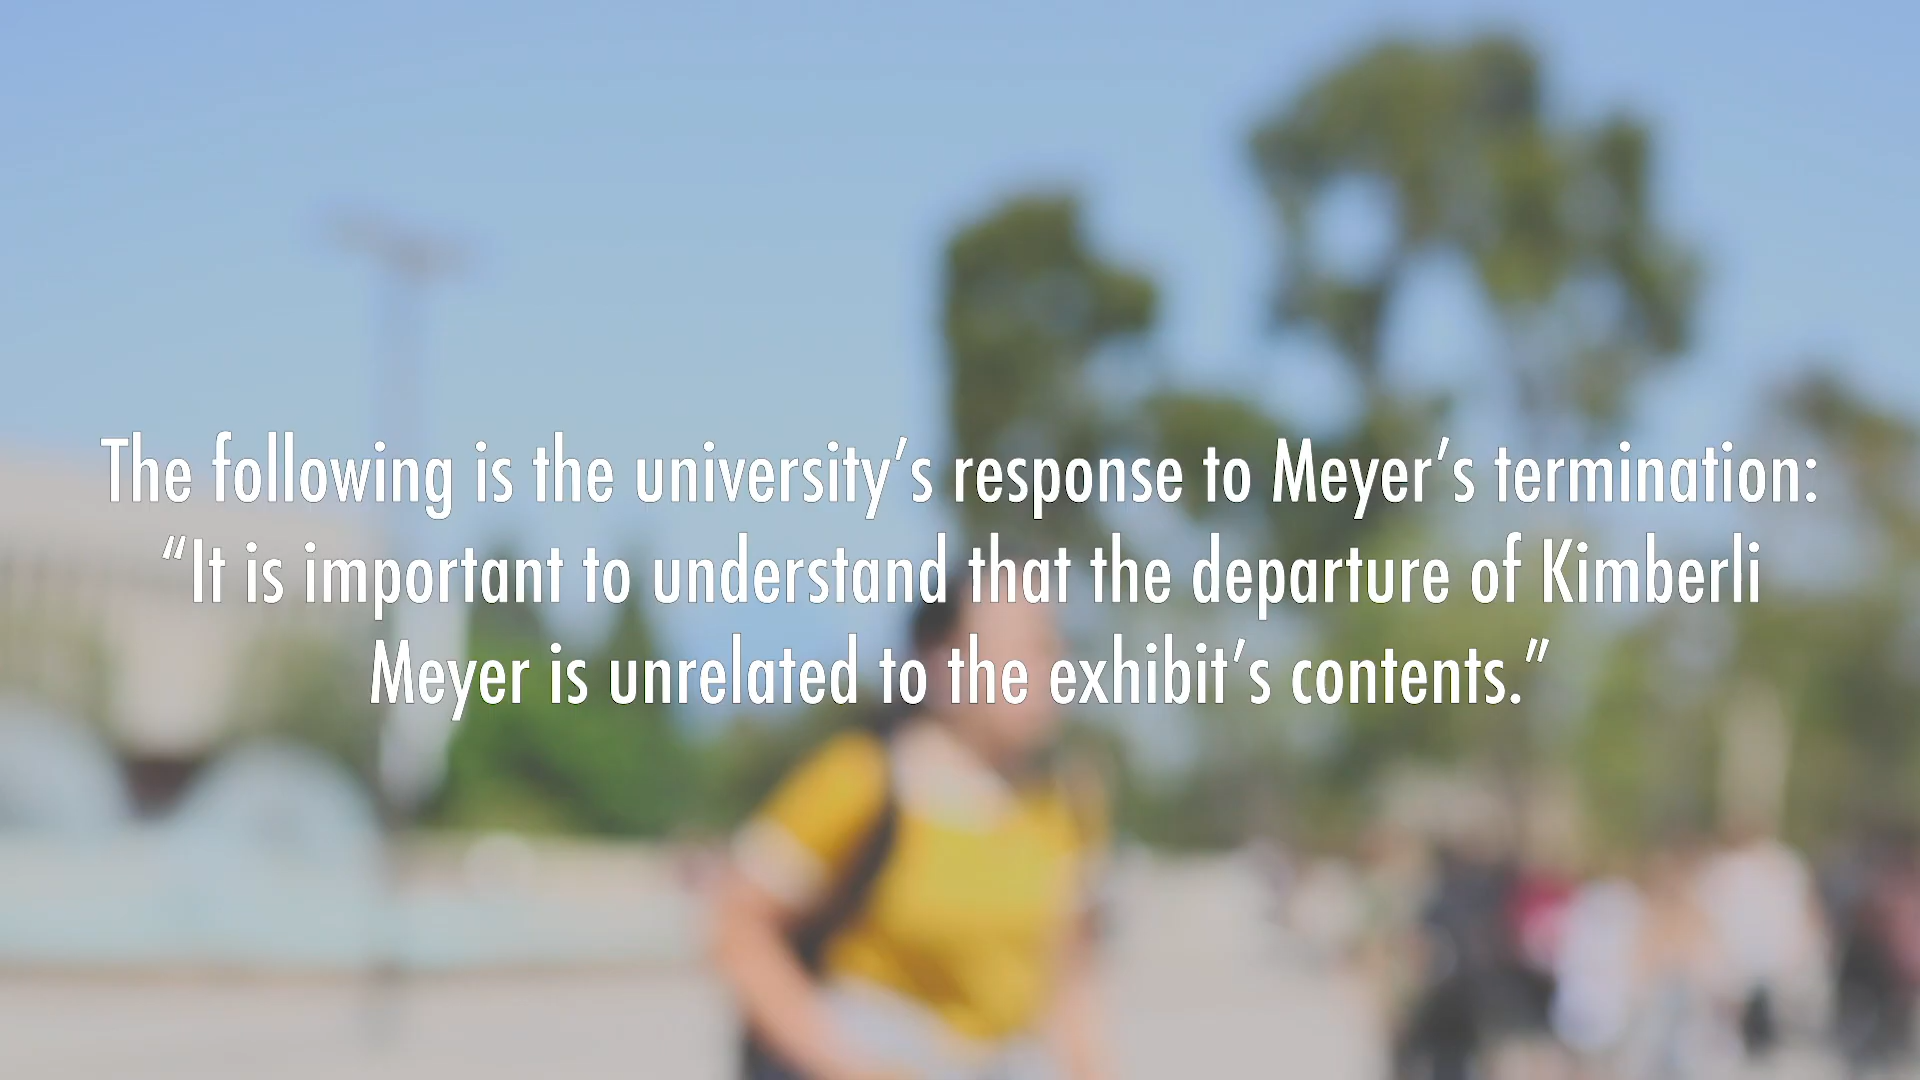 The following is the university’s response to Meyer’s termination:
“It is important to understand that the departure of Kimberli
Meyer is unrelated to the exhibit’s contents.”